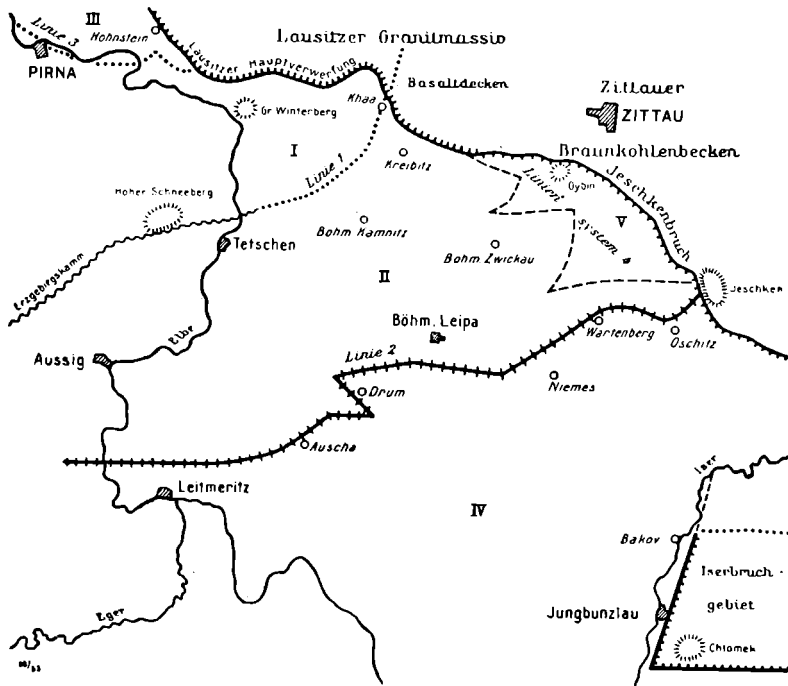 III
Hohnstein
Linie 3
PIRNA
Lausitzer Hauptverwerfung
Lausitzer Granitmassiv
Basaltdecken
Khaa
Zittauer
ZITTAU
Braunkohlenbecken
Gr. Winterberg
I
Linie 1
Kreibitz
Oybin
Jeschkenbruch
Linien
system a
V
Hoher Schneeberg
Tetschen
Böhm Kamnitz
Böhm Zwickau
Erzgebirgskamm
II
Jeschken
Elbe
Böhm. Leipa
Wartenberg
Oschitz
Aussig
Linie 2
Drum
Niemes
Auscha
Iser
Leitmeritz
IV
Bakov
Iserbruch-
gebiet
Jungbunzlau
Eger
Chlomek